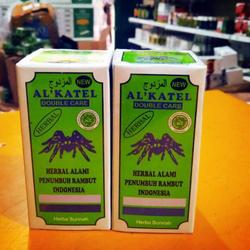 المزدوج
NEW
AL'KATEL
DOUBLE CARE
HERBAL
HERBAL ALAMI
PENUMBUH RAMBUT
INDONESIA
Herba Sunnah
المزدوج
NEW
AL'KATEL
DOUBLE CARE
HERBAL
HERBAL ALAMI
PENUMBUH RAMBUT
INDONESIA
Herba Sunnah